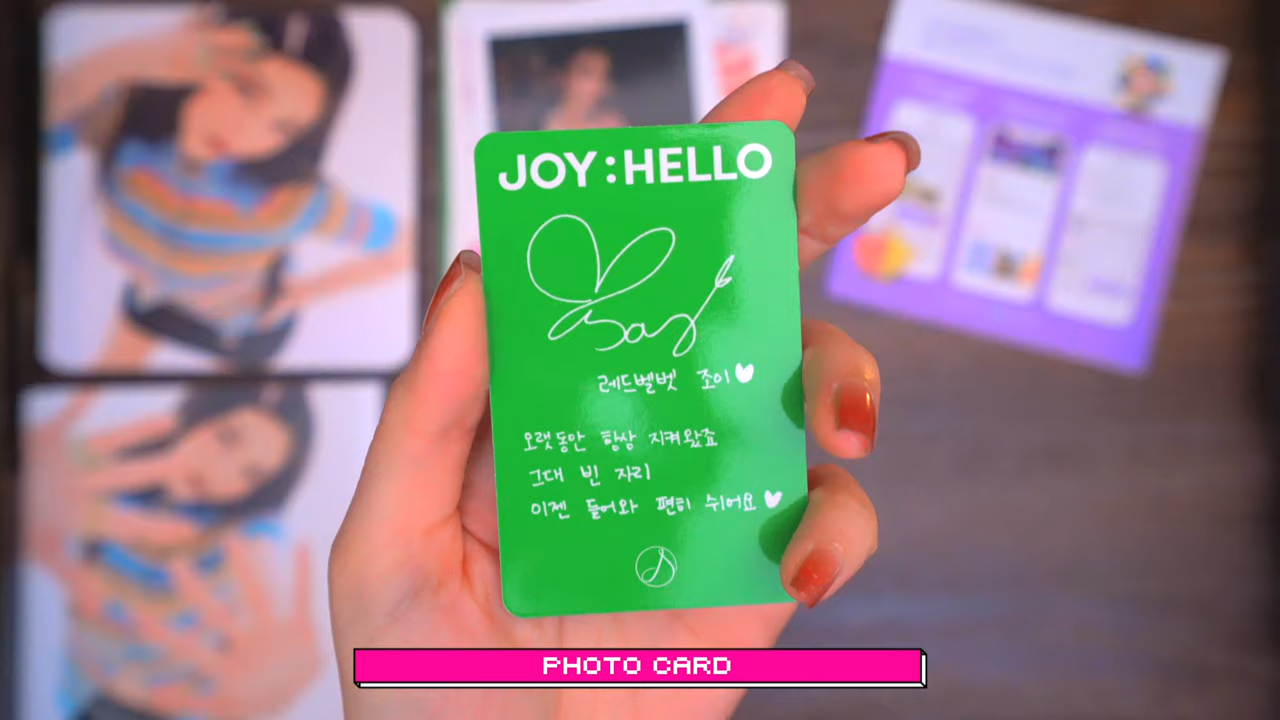 JOY:HELLO
Joy
레드벨벳 조이
오랫동안 항상 지켜왔죠
그대 빈 자리
이젠 들어와 편히 쉬어요
PHOTO CARD